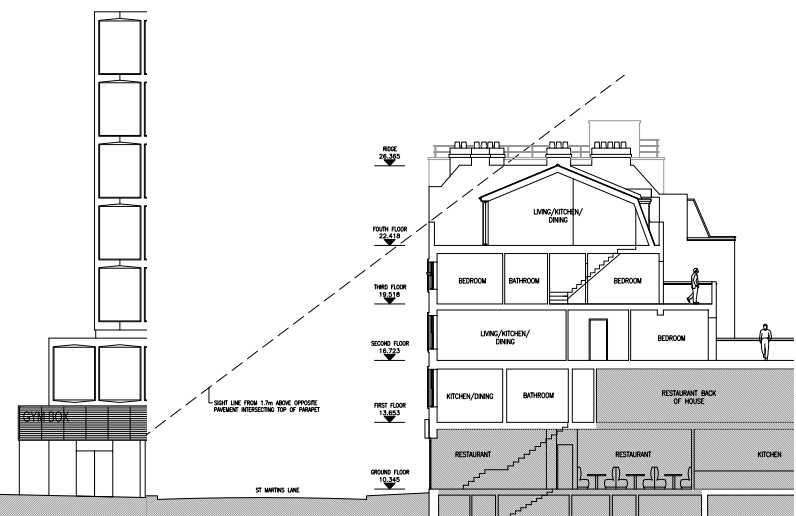 RIDGE
26.365
LIVING/KITCHEN/
DINING
FOUTH FLOOR
22.418
BEDROOM
BATHROOM
BEDROOM
THIRD FLOOR
19.518
LIVING/KITCHEN/
DINING
BEDROOM
SECOND FLOOR
16.723
KITCHEN/DINING
BATHROOM
RESTAURANT BACK
OF HOUSE
SIGHT LINE FROM 1.7m ABOVE OPPOSITE
PAVEMENT INTERSECTING TOP OF PARAPET
FIRST FLOOR
13.653
GYM BOX
RESTAURANT
RESTAURANT
KITCHEN
GROUND FLOOR
10.345
ST MARTINS LANE